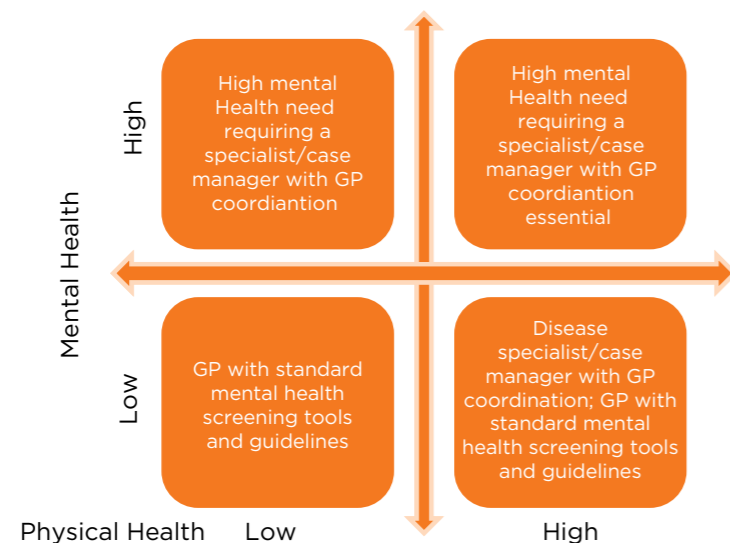 Mental Health
High
High mental
Health need
requiring a
specialist/case
manager with GP
coordiantion
High mental
Health need
requiring a
specialist/case
manager with GP
coordiantion
essential
Low
GP with standard
mental health
screening tools
and guidelines
Disease
specialist/case
manager with GP
coordination; GP with
standard mental
health screening tools
and guidelines
Physical Health
Low
High